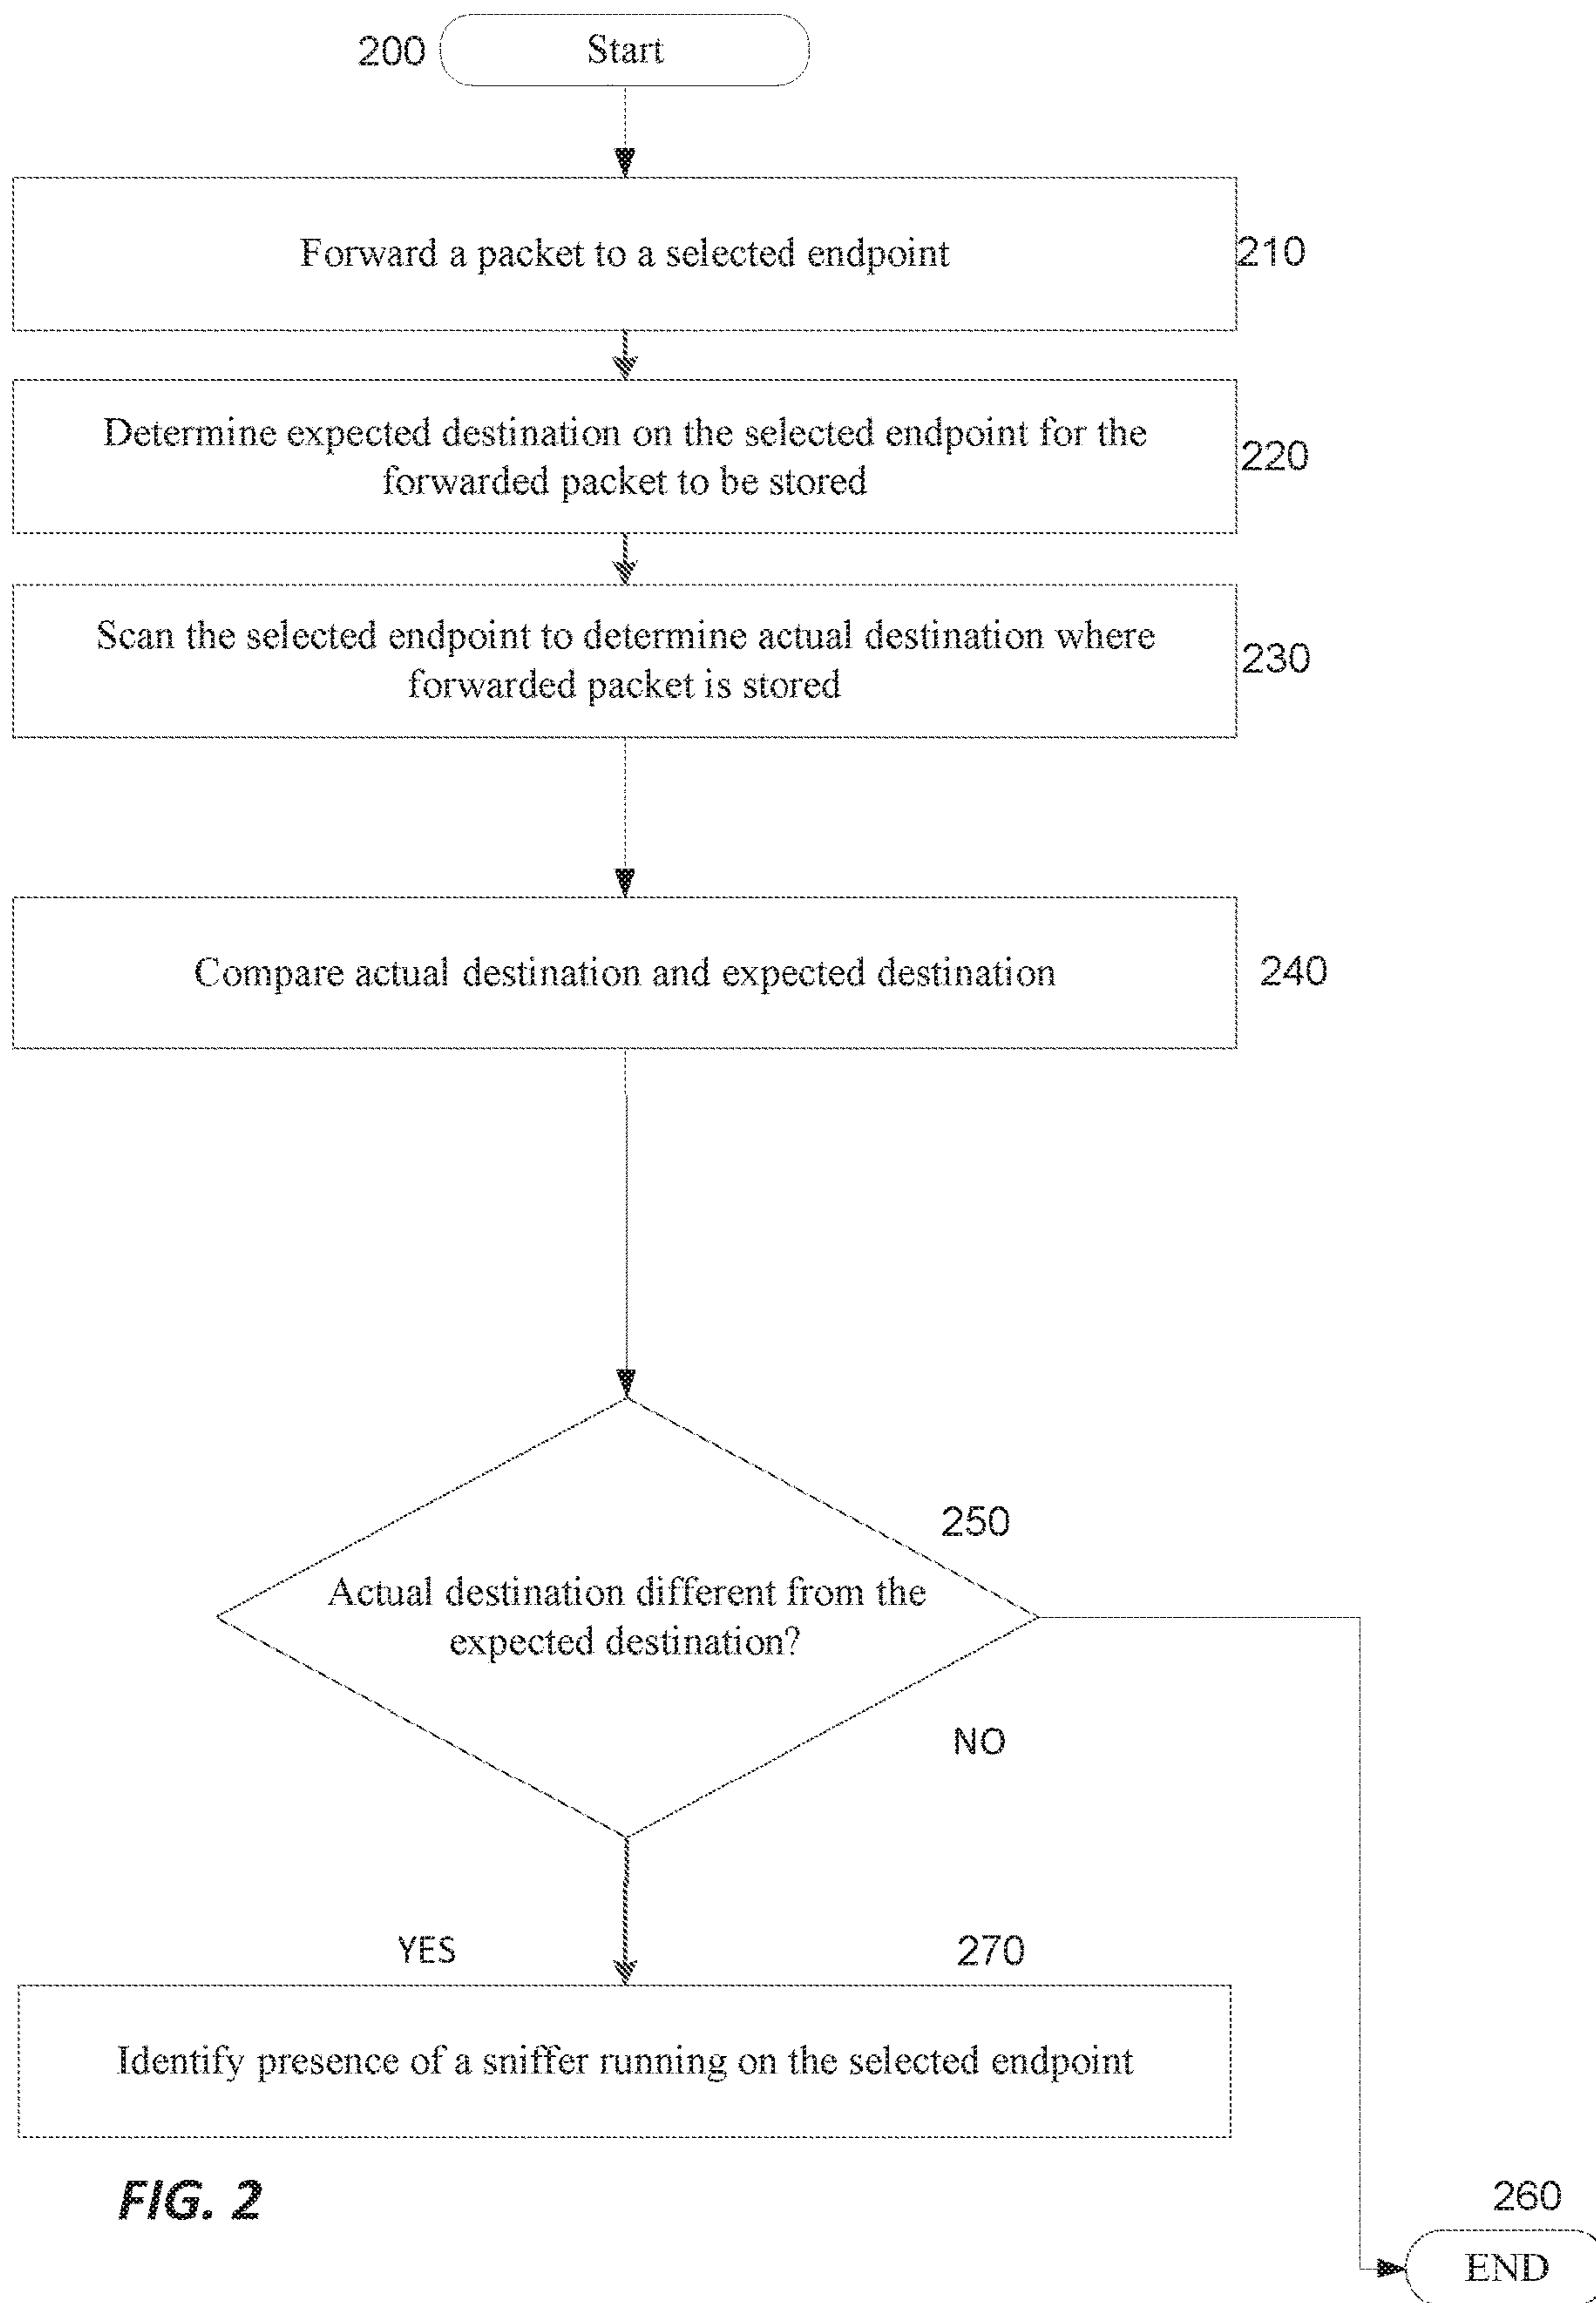 200
Start
Forward a packet to a selected endpoint
210
Determine expected destination on the selected endpoint for the
forwarded packet to be stored
220
Scan the selected endpoint to determine actual destination where
forwarded packet is stored
230
Compare actual destination and expected destination
240
250
Actual destination different from the
expected destination?
NO
YES
270
Identify presence of a sniffer running on the selected endpoint
FIG. 2
260
END